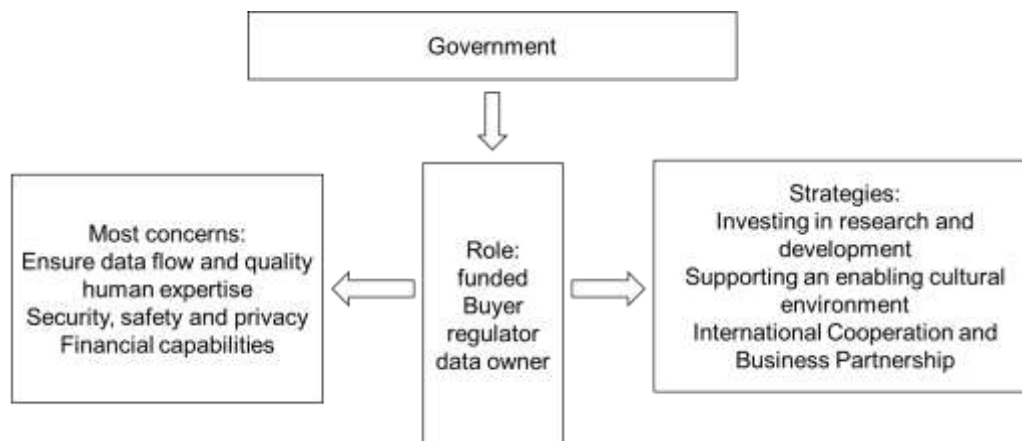 Government
Most concerns:
Ensure data flow and quality
human expertise
Security, safety and privacy
Financial capabilities
Role:
funded
Buyer
regulator
data owner
Strategies:
Investing in research and
development
Supporting an enabling cultural
environment
International Cooperation and
Business Partnership